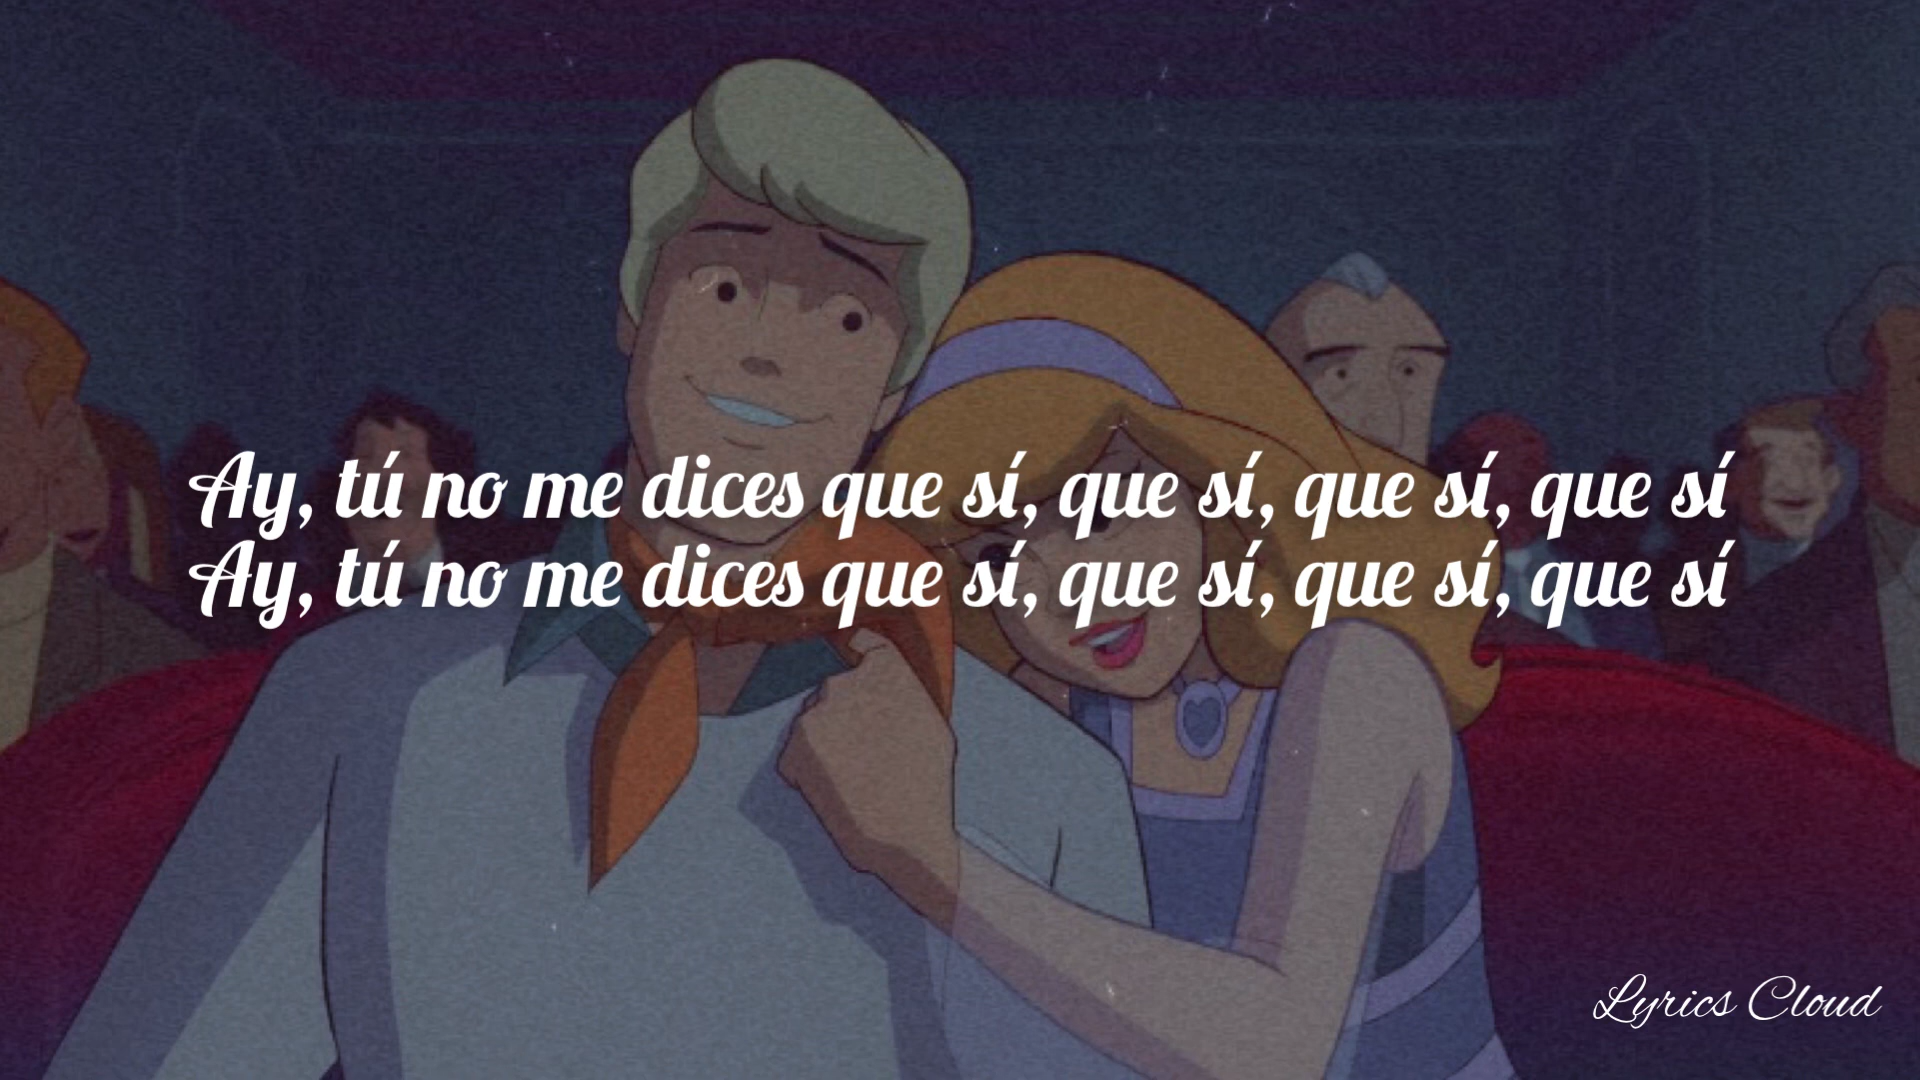 Ay, tú no me dices que sí, que sí, que sí, que sí
Ay, tú no me dices que sí, que sí, que sí, que sí
Lyrics Cloud